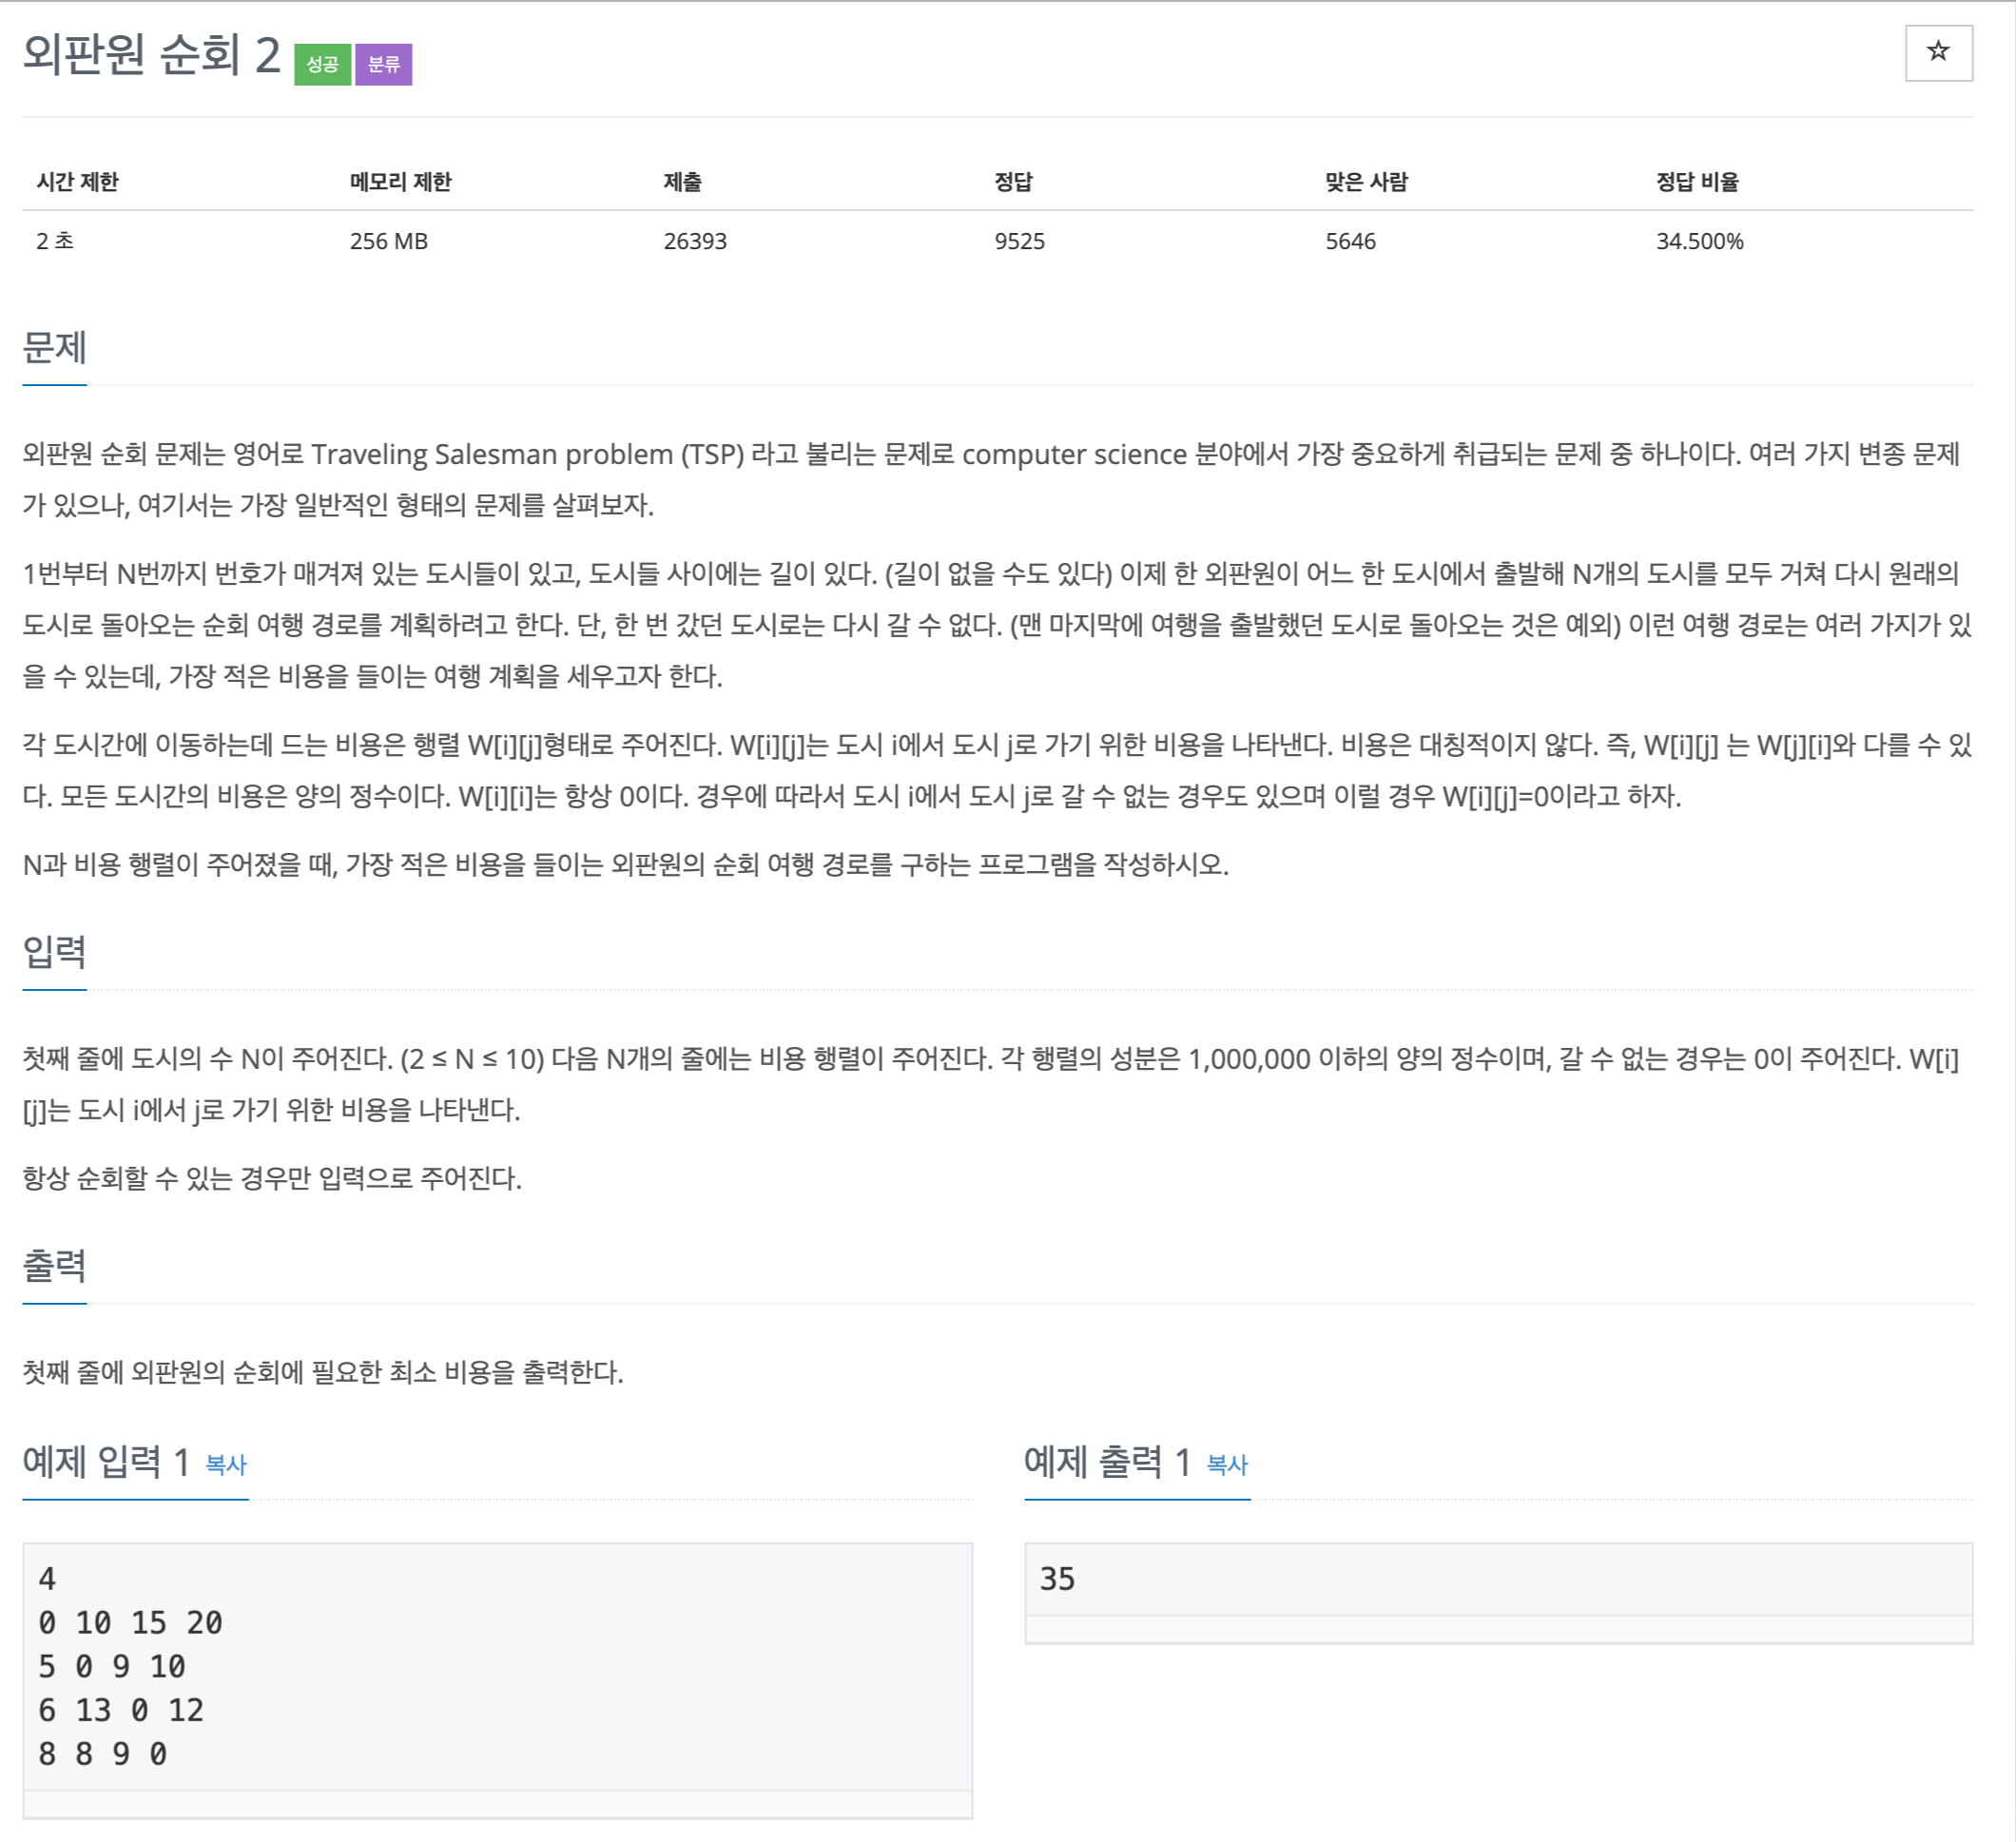 외판원 순회 2 성공 분류 ☆
시간 제한 메모리 제한 제출 정답 맞은 사람 정답 비율
2 초 256 MB 26393 9525 5646 34.500%
문제
외판원 순회 문제는 영어로 Traveling Salesman problem (TSP) 라고 불리는 문제로 computer science 분야에서 가장 중요하게 취급되는 문제 중 하나이다. 여러 가지 변종 문제
가 있으나, 여기서는 가장 일반적인 형태의 문제를 살펴보자.
1번부터 N번까지 번호가 매겨져 있는 도시들이 있고, 도시들 사이에는 길이 있다. (길이 없을 수도 있다) 이제 한 외판원이 어느 한 도시에서 출발해 N개의 도시를 모두 거쳐 다시 원래의
도시로 돌아오는 순회 여행 경로를 계획하려고 한다. 단, 한 번 갔던 도시로는 다시 갈 수 없다. (맨 마지막에 여행을 출발했던 도시로 돌아오는 것은 예외) 이런 여행 경로는 여러 가지가 있
을 수 있는데, 가장 적은 비용을 들이는 여행 계획을 세우고자 한다.
각 도시간에 이동하는데 드는 비용은 행렬 W[i][j]형태로 주어진다. W[i][j]는 도시 i에서 도시 j로 가기 위한 비용을 나타낸다. 비용은 대칭적이지 않다. 즉, W[i][j] 는 W[j][i]와 다를 수 있
다. 모든 도시간의 비용은 양의 정수이다. W[i][i]는 항상 0이다. 경우에 따라서 도시 i에서 도시 j로 갈 수 없는 경우도 있으며 이럴 경우 W[i][j]=0이라고 하자.
N과 비용 행렬이 주어졌을 때, 가장 적은 비용을 들이는 외판원의 순회 여행 경로를 구하는 프로그램을 작성하시오.
입력
첫째 줄에 도시의 수 N이 주어진다. (2 ≤ N ≤ 10) 다음 N개의 줄에는 비용 행렬이 주어진다. 각 행렬의 성분은 1,000,000 이하의 양의 정수이며, 갈 수 없는 경우는 0이 주어진다. W[i]
[j]는 도시 i에서 j로 가기 위한 비용을 나타낸다.
항상 순회할 수 있는 경우만 입력으로 주어진다.
출력
첫째 줄에 외판원의 순회에 필요한 최소 비용을 출력한다.
예제 입력 1 복사
4
0 10 15 20
5 0 9 10
6 13 0 12
8 8 9 0
예제 출력 1 복사
35